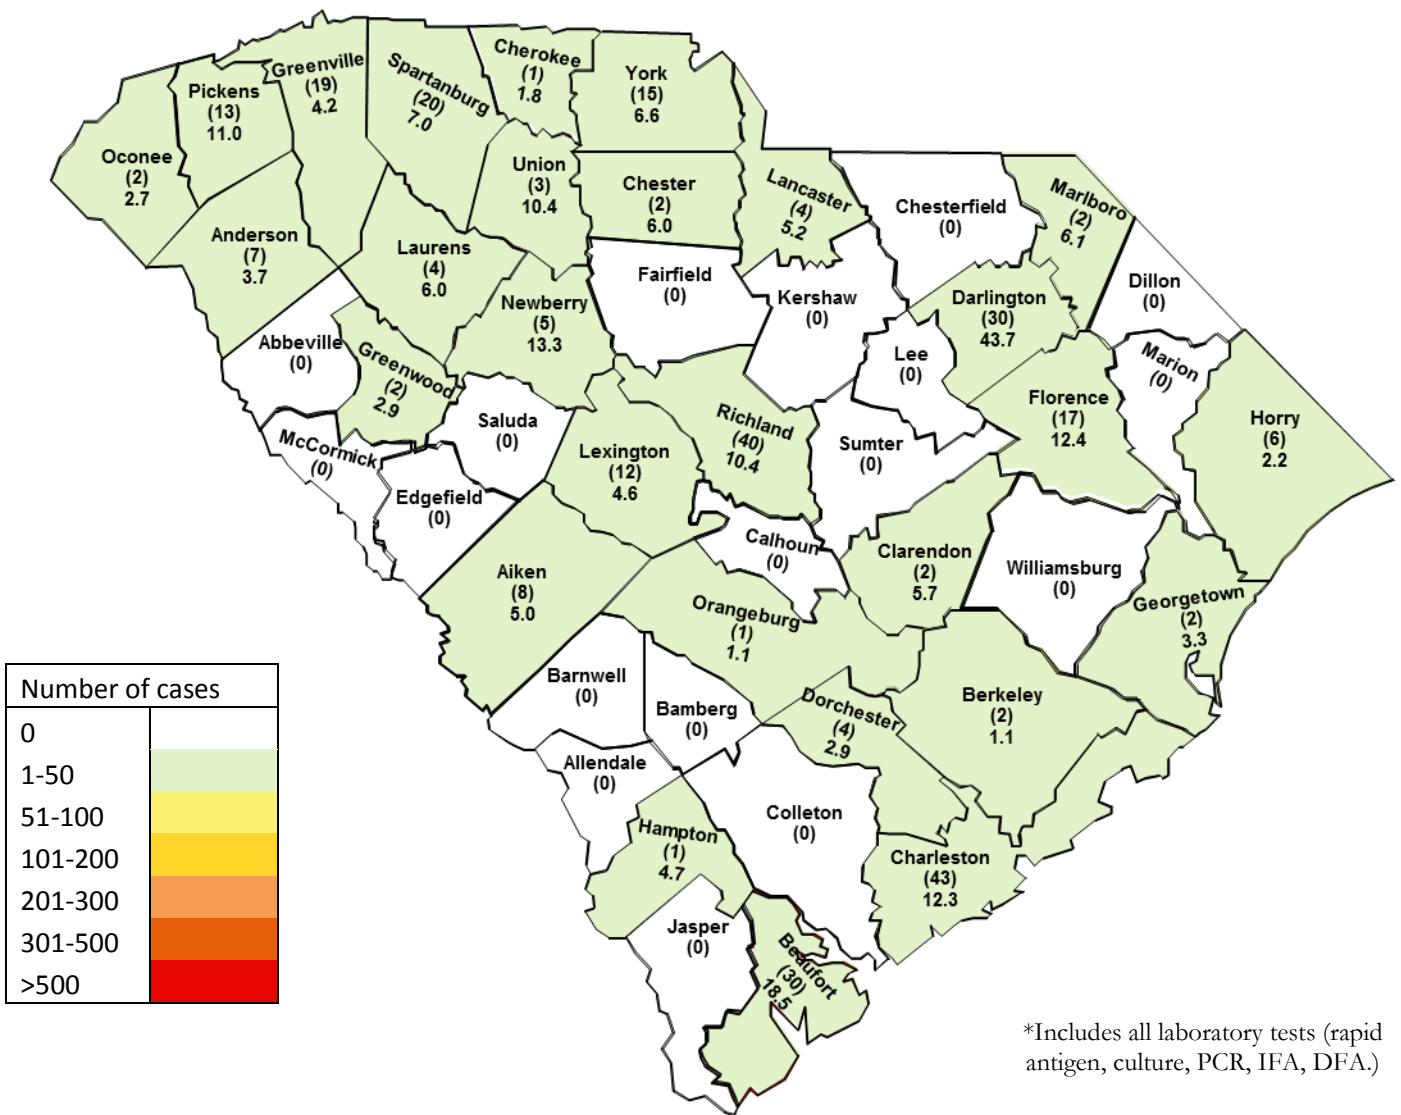 Cherokee
(1)
1.8
Greenville
(19)
4.2
Spartanburg
(20)
7.0
York
(15)
6.6
Pickens
(13)
11.0
Oconee
(2)
2.7
Union
(3)
10.4
Chester
(2)
6.0
Lancaster
(4)
5.2
Chesterfield
(0)
Marlboro
(2)
6.1
Anderson
(7)
3.7
Laurens
(4)
6.0
Fairfield
(0)
Kershaw
(0)
Darlington
(30)
43.7
Dillon
(0)
Newberry
(5)
13.3
Abbeville
(0)
Greenwood
(2)
2.9
Lee
(0)
Marion
(0)
Saluda
(0)
Richland
(40)
10.4
Florence
(17)
12.4
Horry
(6)
2.2
McCormick
(0)
Lexington
(12)
4.6
Sumter
(0)
Edgefield
(0)
Calhoun
(0)
Clarendon
(2)
5.7
Williamsburg
(0)
Aiken
(8)
5.0
Orangeburg
(1)
1.1
Georgetown
(2)
3.3
Barnwell
(0)
Bamberg
(0)
Dorchester
(4)
2.9
Berkeley
(2)
1.1
Allendale
(0)
Colleton
(0)
Hampton
(1)
4.7
Charleston
(43)
12.3
Jasper
(0)
Beaufort
(30)
18.5
Number of cases
0
1-50
51-100
101-200
201-300
301-500
>500
*Includes all laboratory tests (rapid
antigen, culture, PCR, IFA, DFA.)